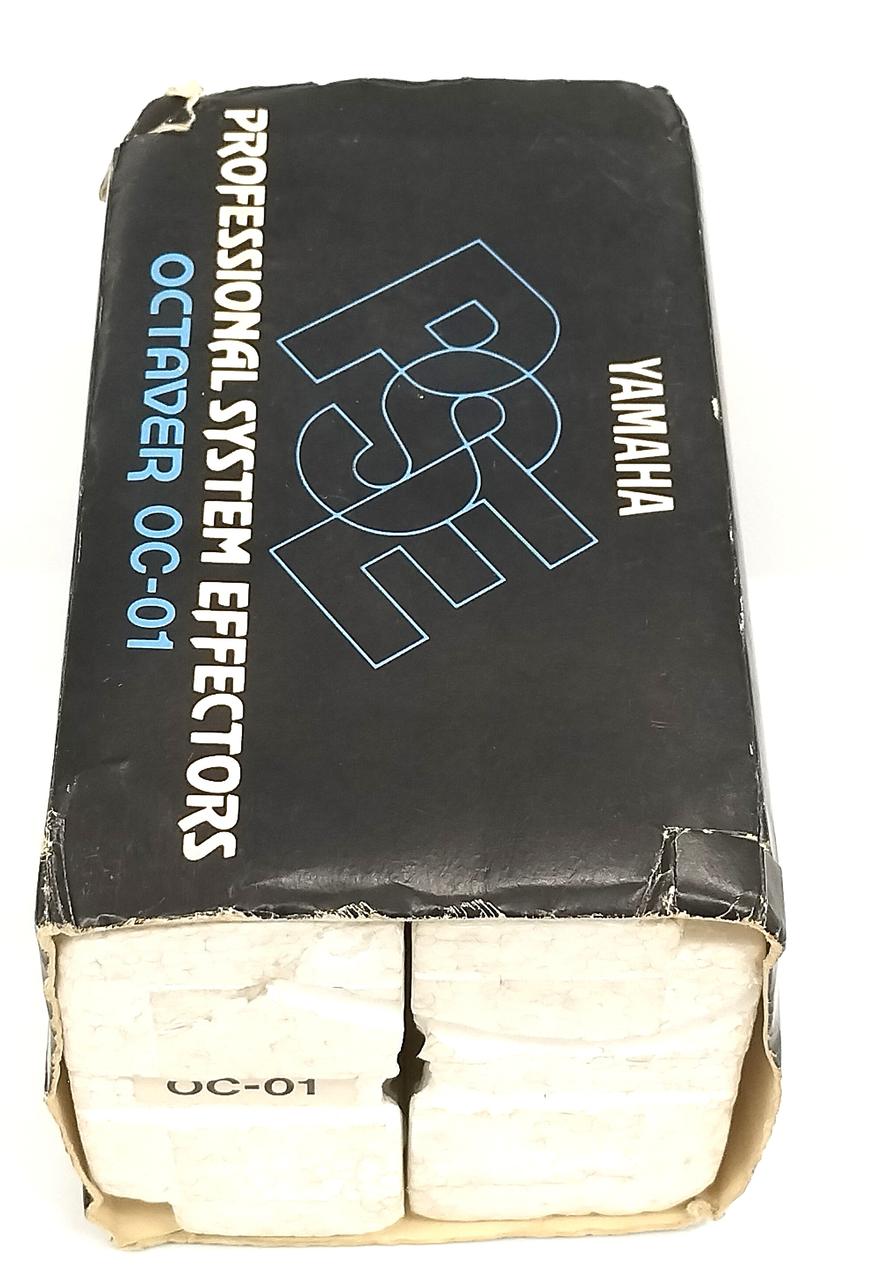 YAMAHA
PSE
PROFESSIONAL SYSTEM EFFECTORS
OCTAVER OC-01
OC-01